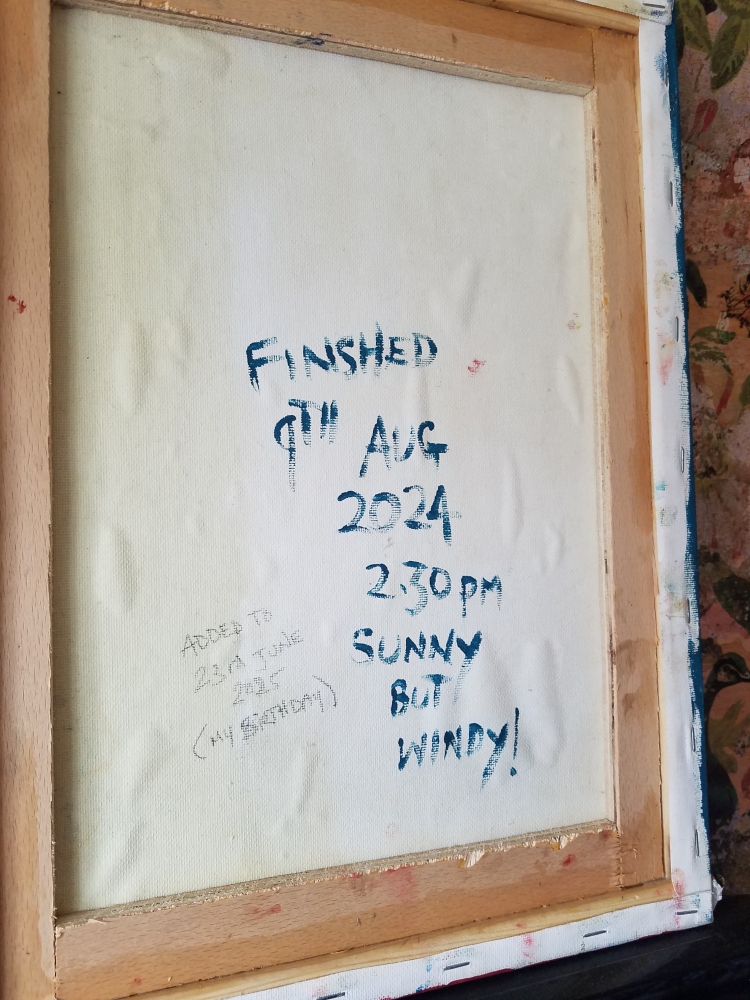 FINSHED
9TH AUG
2024
2.30pm
SUNNY
BUT
WINDY!
ADDED TO
23rd JUNE
2025
(MY BIRTHDAY)